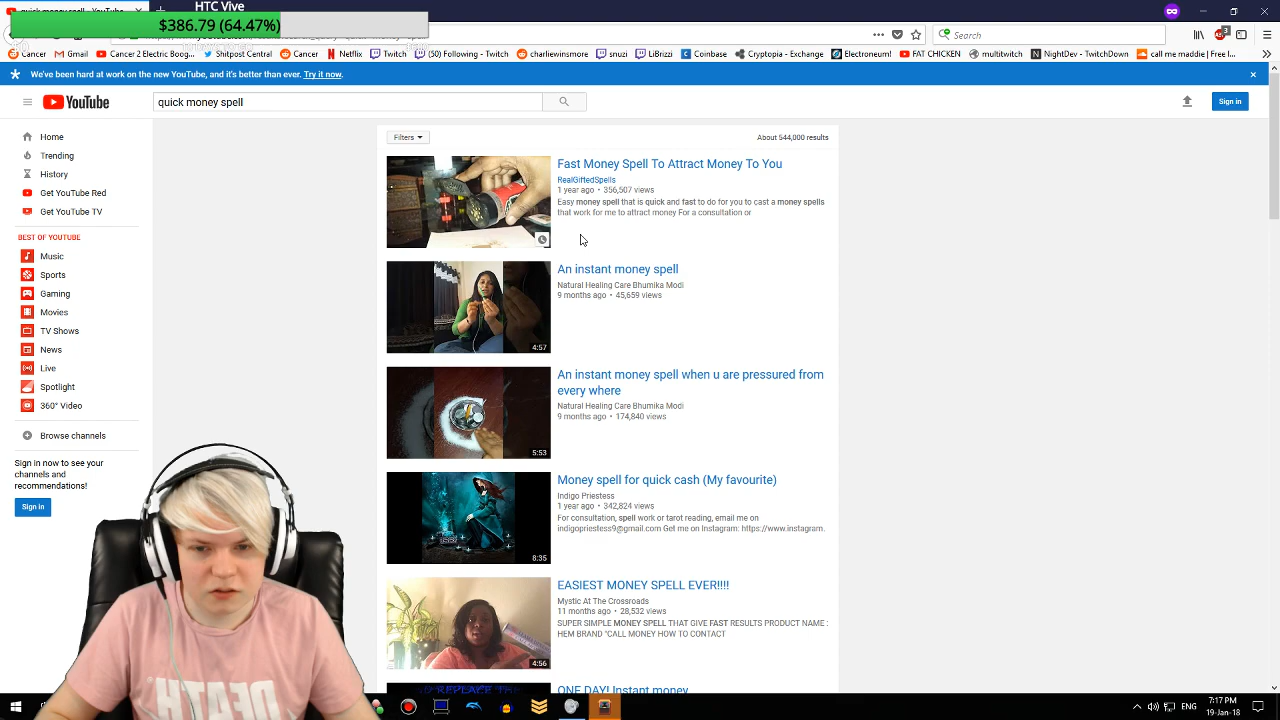 HTC Vive
$386.79 (64.47%)
Search
Cancer
Gmail
Cancer 2 Electric Boog...
Shitpost Central
Cancer
Netflix
Twitch
(50) Following - Twitch
charliewinsmore
snuzi
LiBrizzi
Coinbase
Cryptopia - Exchange
Electroneum!
FAT CHICKEN
multitwitch
NightDev - TwitchDown
call me maddie | Free ...
We've been hard at work on the new YouTube, and it's better than ever. Try it now.
YouTube
quick money spell
Sign in
Home
Trending
History
Get YouTube Red
Get YouTube TV
BEST OF YOUTUBE
Music
Sports
Gaming
Movies
TV Shows
News
Live
Spotlight
360° Video
Browse channels
Sign in now to see your
channels and
recommendations!
Sign in
Filters
About 544,000 results
Fast Money Spell To Attract Money To You
RealGiftedSpells
1 year ago • 356,507 views
Easy money spell that is quick and fast to do for you to cast a money spells
that work for me to attract money For a consultation or
An instant money spell
Natural Healing Care Bhumika Modi
9 months ago • 45,659 views
4:57
An instant money spell when u are pressured from
every where
Natural Healing Care Bhumika Modi
9 months ago • 174,840 views
5:53
Money spell for quick cash (My favourite)
Indigo Priestess
1 year ago • 342,824 views
For consultation, spell work or tarot reading, email me on
indigopriestess9@gmail.com Get me on Instagram: https://www.instagram.
8:35
EASIEST MONEY SPELL EVER!!!!
Mystic At The Crossroads
11 months ago • 28,532 views
SUPER SIMPLE MONEY SPELL THAT GIVE FAST RESULTS PRODUCT NAME :
HEM BRAND "CALL MONEY HOW TO CONTACT
4:56
ONE DAY! Instant money
ENG
7:17 PM
19-Jan-18